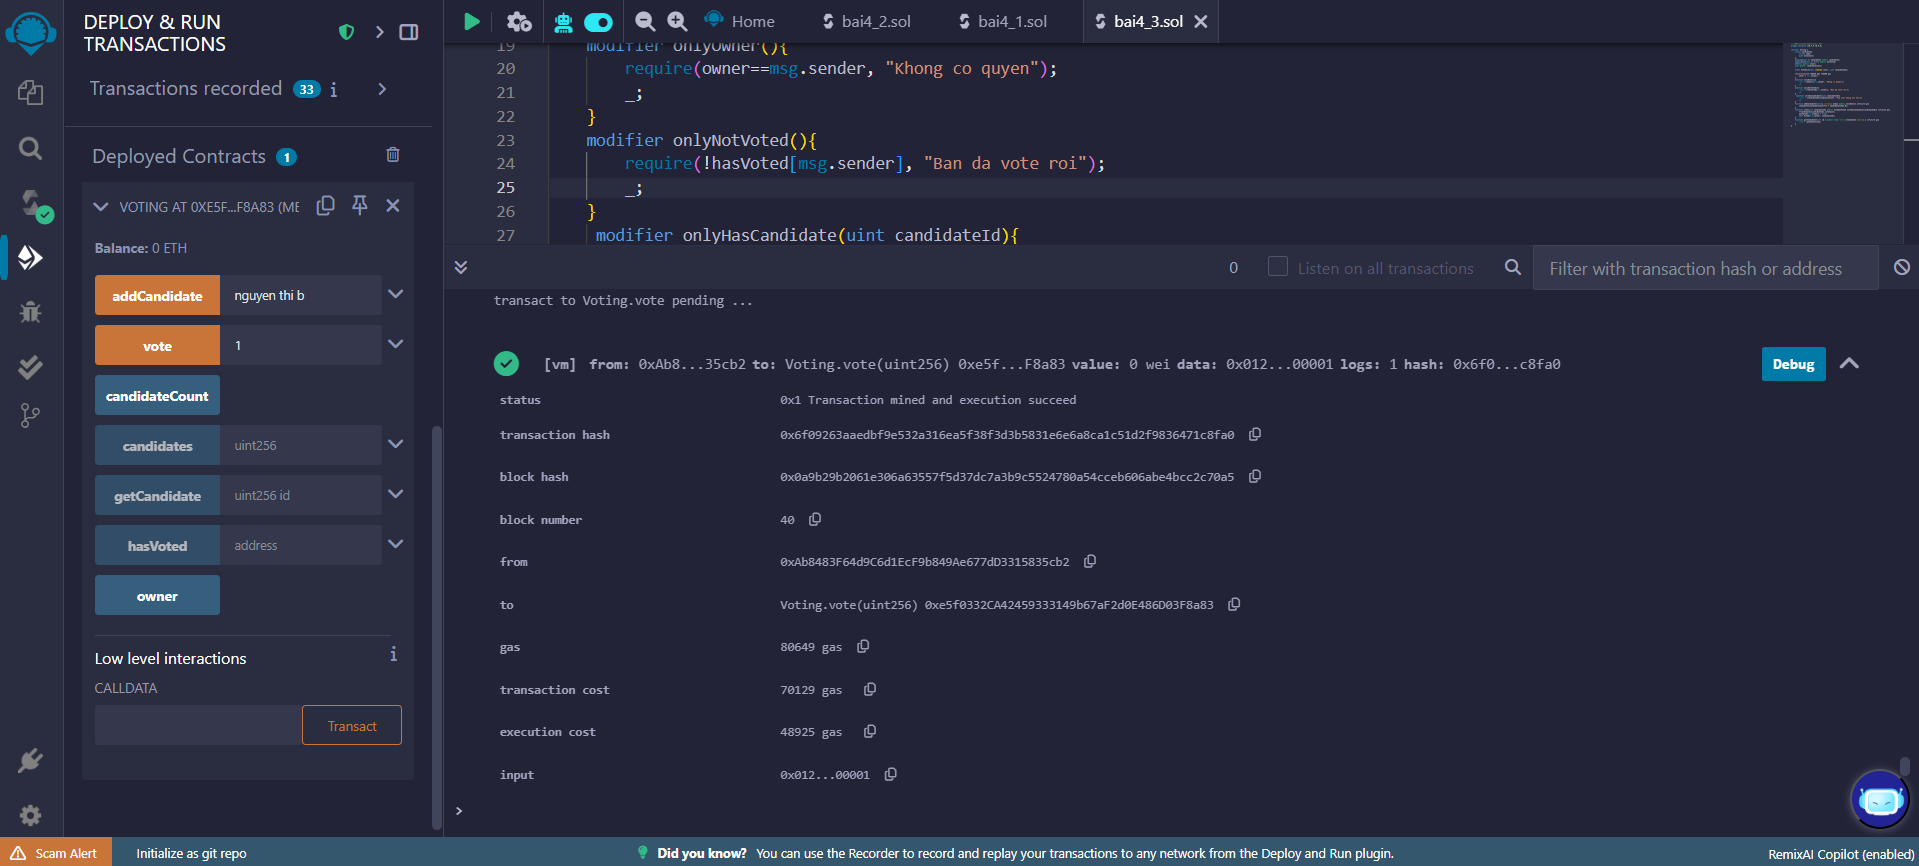 DEPLOY & RUN
TRANSACTIONS
Transactions recorded 33 i
Deployed Contracts 1
VOTING AT 0XE5F...F8A83 (ME
Balance: 0 ETH
addCandidate nguyen thi b
vote 1
candidateCount
candidates uint256
getCandidate uint256 id
hasVoted address
owner
Low level interactions i
CALLDATA
Transact
Home bai4_2.sol bai4_1.sol bai4_3.sol
19 modifier onlyOwner(){
20 require(owner==msg.sender, "Khong co quyen");
21 _;
22 }
23 modifier onlyNotVoted(){
24 require(!hasVoted[msg.sender], "Ban da vote roi");
25 _;
26 }
27 modifier onlyHasCandidate(uint candidateId){
0 Listen on all transactions Filter with transaction hash or address
transact to Voting.vote pending ...
[vm] from: 0xAb8...35cb2 to: Voting.vote(uint256) 0xe5f...F8a83 value: 0 wei data: 0x012...00001 logs: 1 hash: 0x6f0...c8fa0 Debug
status 0x1 Transaction mined and execution succeed
transaction hash 0x6f09263aaedbf9e532a316ea5f38f3d3b5831e6e6a8ca1c51d2f9836471c8fa0
block hash 0x0a9b29b2061e306a63557f5d37dc7a3b9c5524780a54cceb606abe4bcc2c70a5
block number 40
from 0xAb8483F64d9C6d1EcF9b849Ae677dD3315835cb2
to Voting.vote(uint256) 0xe5f0332CA42459333149b67aF2d0E486D03F8a83
gas 80649 gas
transaction cost 70129 gas
execution cost 48925 gas
input 0x012...00001
>
Scam Alert Initialize as git repo Did you know? You can use the Recorder to record and replay your transactions to any network from the Deploy and Run plugin. RemixAI Copilot (enabled)